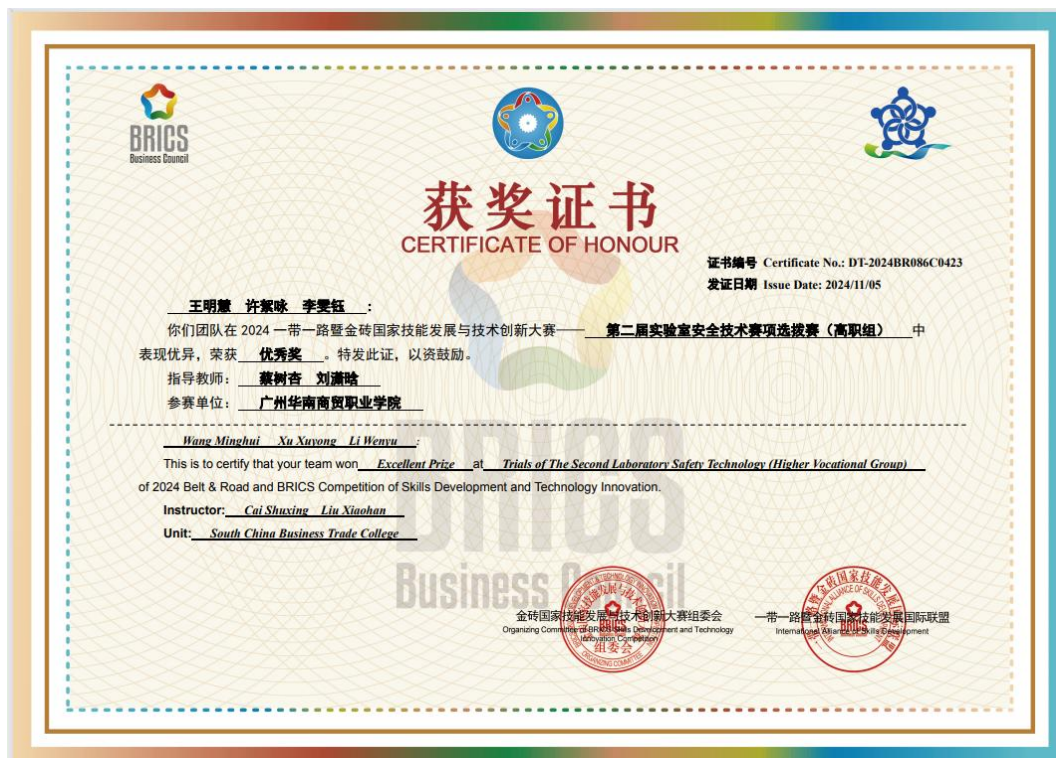 BRICS
Business Council
获奖证书
CERTIFICATE OF HONOUR
证书编号 Certificate No.: DT-2024BR086C0423
发证日期 Issue Date: 2024/11/05
王明慧 许絮咏 李雯钰 :
你们团队在 2024 一带一路暨金砖国家技能发展与技术创新大赛—— 第二届实验室安全技术赛项选拔赛（高职组） 中
表现优异，荣获 优秀奖 。特发此证，以资鼓励。
指导教师： 蔡树杏 刘潇晗
参赛单位： 广州华南商贸职业学院
Wang Minghui Xu Xuyong Li Wenyu :
This is to certify that your team won Excellent Prize at Trials of The Second Laboratory Safety Technology (Higher Vocational Group)
of 2024 Belt & Road and BRICS Competition of Skills Development and Technology Innovation.
Instructor: Cai Shuxing Liu Xiaohan
Unit: South China Business Trade College
BRICS
Business Council
金砖国家技能发展与技术创新大赛组委会
Organizing Committee of BRICS Skills Development and Technology
Innovation Competition
组委会
ORGANIZING COMMITTEE
一带一路暨金砖国家技能发展国际联盟
International Alliance of Skills Development
BRICS